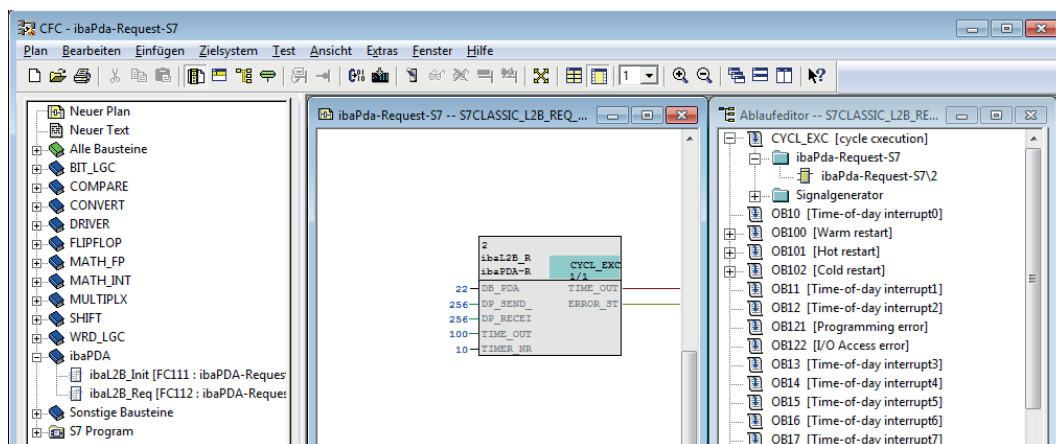 CFC - ibaPda-Request-S7
Plan Bearbeiten Einfügen Zielsystem Test Ansicht Extras Fenster Hilfe
1
Neuer Plan
Neuer Text
Alle Bausteine
BIT_LGC
COMPARE
CONVERT
DRIVER
FLIPFLOP
MATH_FP
MATH_INT
MULTIPLX
SHIFT
WRD_LGC
ibaPDA
ibaL2B_Init [FC111 : ibaPDA-Reques
ibaL2B_Req [FC112 : ibaPDA-Reques
Sonstige Bausteine
S7 Program
ibaPda-Request-S7 -- S7CLASSIC_L2B_REQ_...
2
ibaL2B_R
ibaPDA-R
CYCL_EXC
1/1
22 DB_PDA TIME_OUT
256 DP_SEND_ ERROR_ST
256 DP_RECEI
100 TIME_OUT
10 TIMER_NR
Ablaufeditor -- S7CLASSIC_L2B_RE...
CYCL_EXC [cycle cxecution]
ibaPda-Request-S7
ibaPda-Request-S7\2
Signalgenerator
OB10 [Time-of-day interrupt0]
OB100 [Warm restart]
OB101 [Hot restart]
OB102 [Cold restart]
OB11 [Time-of-day interrupt1]
OB12 [Time-of-day interrupt2]
OB121 [Programming error]
OB122 [I/O Access error]
OB13 [Time-of-day interrupt3]
OB14 [Time-of-day interrupt4]
OB15 [Time-of-day interrupt5]
OB16 [Time-of-day interrupt6]
OB17 [Time-of-day interrupt7]